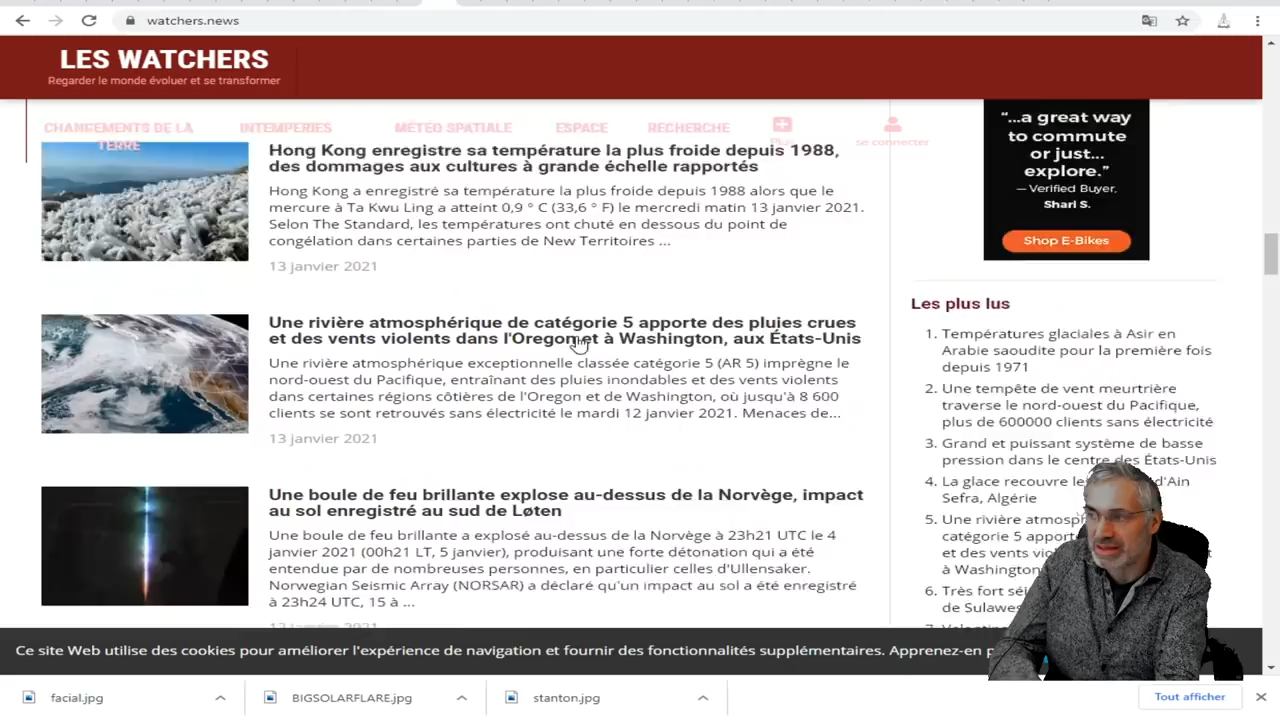 watchers.news
LES WATCHERS
Regarder le monde évoluer et se transformer
CHANGEMENTS DE LA
TERRE
INTEMPERIES
MÉTÉO SPATIALE
ESPACE
RECHERCHE
Plus
se connecter
Hong Kong enregistre sa température la plus froide depuis 1988,
des dommages aux cultures à grande échelle rapportés
Hong Kong a enregistré sa température la plus froide depuis 1988 alors que le
mercure à Ta Kwu Ling a atteint 0,9 ° C (33,6 ° F) le mercredi matin 13 janvier 2021.
Selon The Standard, les températures ont chuté en dessous du point de
congélation dans certaines parties de New Territories ...
13 janvier 2021
Une rivière atmosphérique de catégorie 5 apporte des pluies crues
et des vents violents dans l'Oregon et à Washington, aux États-Unis
Une rivière atmosphérique exceptionnelle classée catégorie 5 (AR 5) imprègne le
nord-ouest du Pacifique, entraînant des pluies inondables et des vents violents
dans certaines régions côtières de l'Oregon et de Washington, où jusqu'à 8 600
clients se sont retrouvés sans électricité le mardi 12 janvier 2021. Menaces de...
13 janvier 2021
Une boule de feu brillante explose au-dessus de la Norvège, impact
au sol enregistré au sud de Løten
Une boule de feu brillante a explosé au-dessus de la Norvège à 23h21 UTC le 4
janvier 2021 (00h21 LT, 5 janvier), produisant une forte détonation qui a été
entendue par de nombreuses personnes, en particulier celles d'Ullensaker.
Norwegian Seismic Array (NORSAR) a déclaré qu'un impact au sol a été enregistré
à 23h24 UTC, 15 à ...
13 janvier 2021
“...a great way
to commute
or just...
explore.”
— Verified Buyer,
Shari S.
Shop E-Bikes
Les plus lus
1. Températures glaciales à Asir en
Arabie saoudite pour la première fois
depuis 1971
2. Une tempête de vent meurtrière
traverse le nord-ouest du Pacifique,
plus de 600000 clients sans électricité
3. Grand et puissant système de basse
pression dans le centre des États-Unis
4. La glace recouvre d'Ain
Sefra, Algérie
5. Une rivière
catégorie 5
et des
à Washington
6. Très fort
de
7.
Ce site Web utilise des cookies pour améliorer l'expérience de navigation et fournir des fonctionnalités supplémentaires. Apprenez-en
facial.jpg
BIGSOLARFLARE.jpg
stanton.jpg
Tout afficher